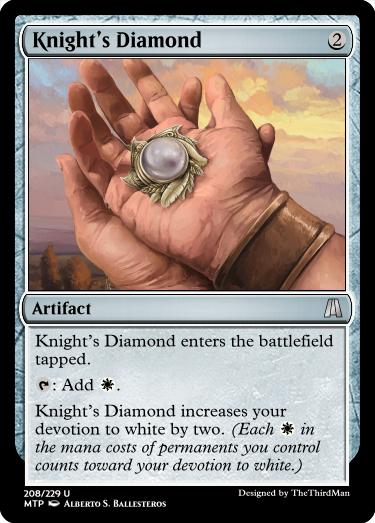 Knight's Diamond 2
Artifact
Knight's Diamond enters the battlefield
tapped.
: Add .
Knight's Diamond increases your
devotion to white by two. (Each in
the mana costs of permanents you control
counts toward your devotion to white.)
208/229 U Designed by TheThirdMan
MTP Alberto S. BALLESTEROS